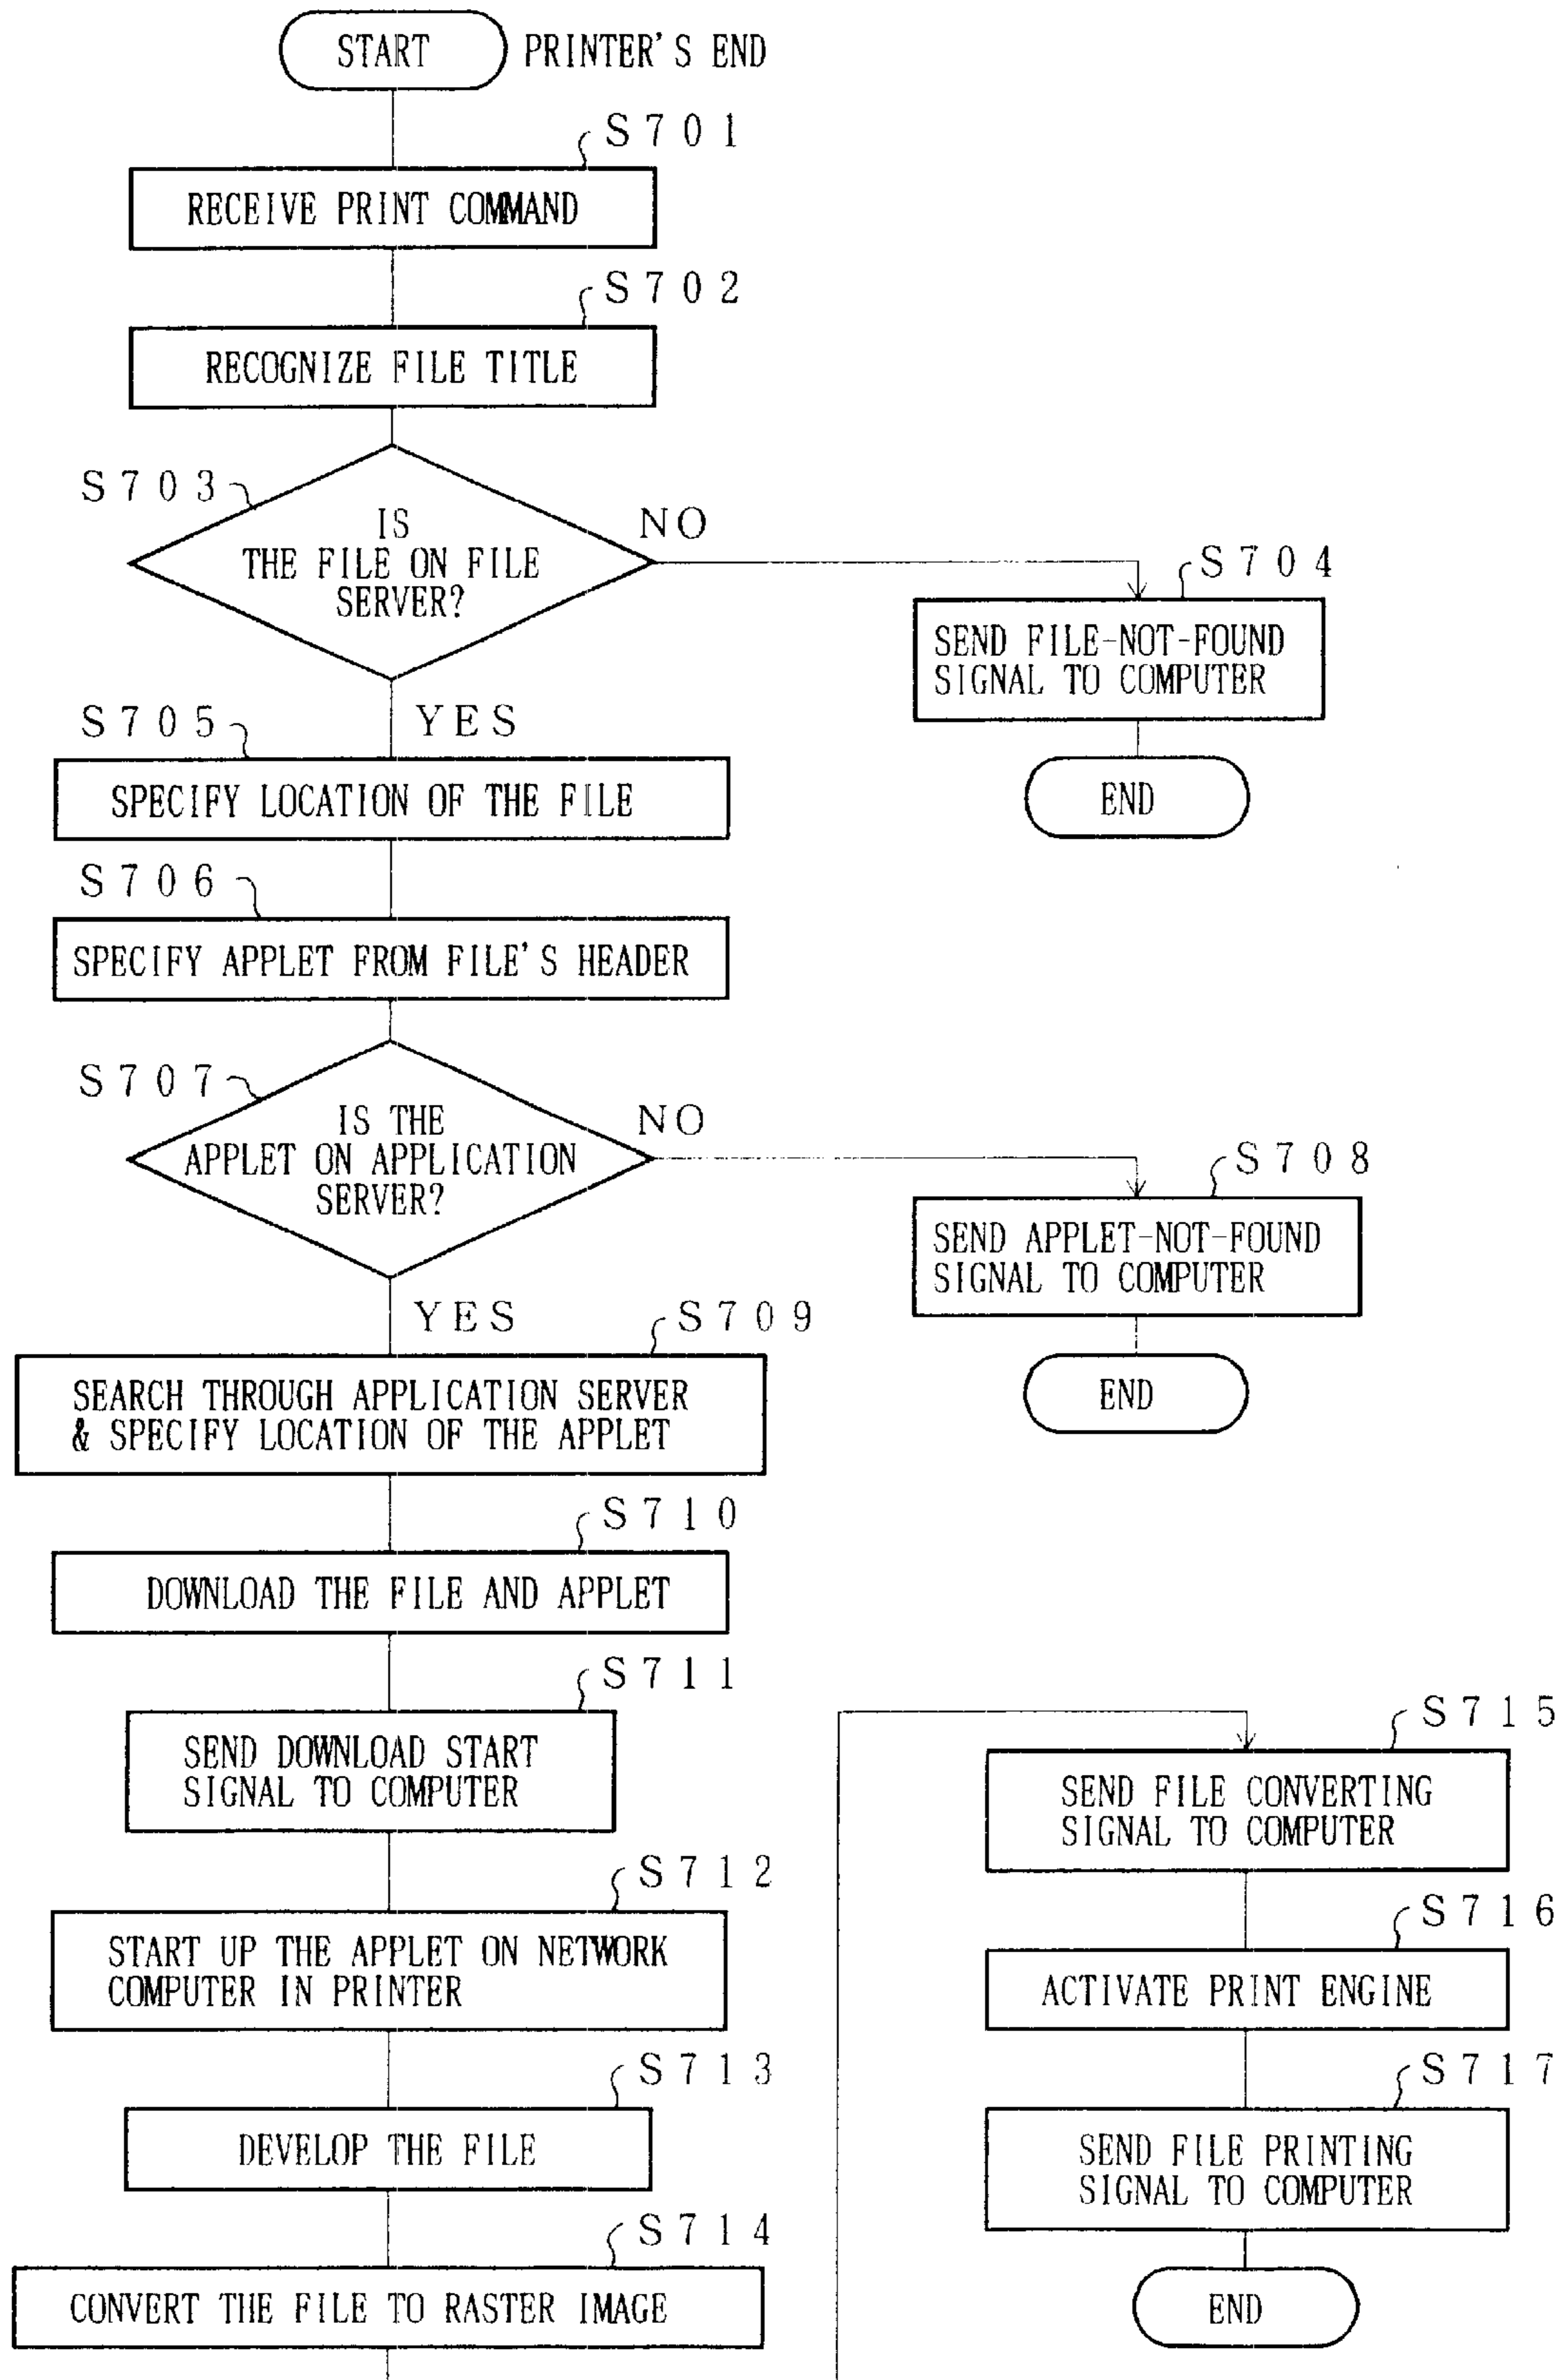 START
PRINTER'S END
S701
RECEIVE PRINT COMMAND
S702
RECOGNIZE FILE TITLE
S703
IS
THE FILE ON FILE
SERVER?
NO
S704
SEND FILE-NOT-FOUND
SIGNAL TO COMPUTER
END
YES
S705
SPECIFY LOCATION OF THE FILE
S706
SPECIFY APPLET FROM FILE'S HEADER
S707
IS THE
APPLET ON APPLICATION
SERVER?
NO
S708
SEND APPLET-NOT-FOUND
SIGNAL TO COMPUTER
END
YES
S709
SEARCH THROUGH APPLICATION SERVER
& SPECIFY LOCATION OF THE APPLET
S710
DOWNLOAD THE FILE AND APPLET
S711
SEND DOWNLOAD START
SIGNAL TO COMPUTER
S712
START UP THE APPLET ON NETWORK
COMPUTER IN PRINTER
S713
DEVELOP THE FILE
S714
CONVERT THE FILE TO RASTER IMAGE
S715
SEND FILE CONVERTING
SIGNAL TO COMPUTER
S716
ACTIVATE PRINT ENGINE
S717
SEND FILE PRINTING
SIGNAL TO COMPUTER
END